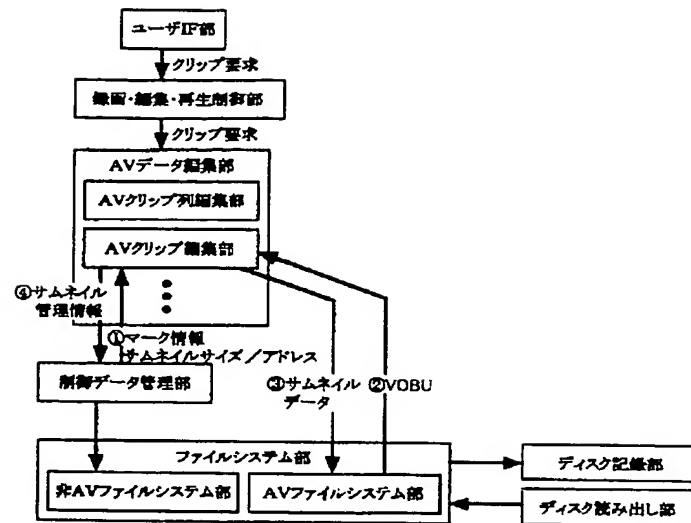 ユーザIF部
クリップ要求
録画・編集・再生制御部
クリップ要求
AVデータ編集部
AVクリップ列編集部
AVクリップ編集部
④サムネイル
管理情報
①マーク情報
サムネイルサイズ/アドレス
制御データ管理部
③サムネイル
データ
②VOBU
ファイルシステム部
非AVファイルシステム部
AVファイルシステム部
ディスク記録部
ディスク読み出し部